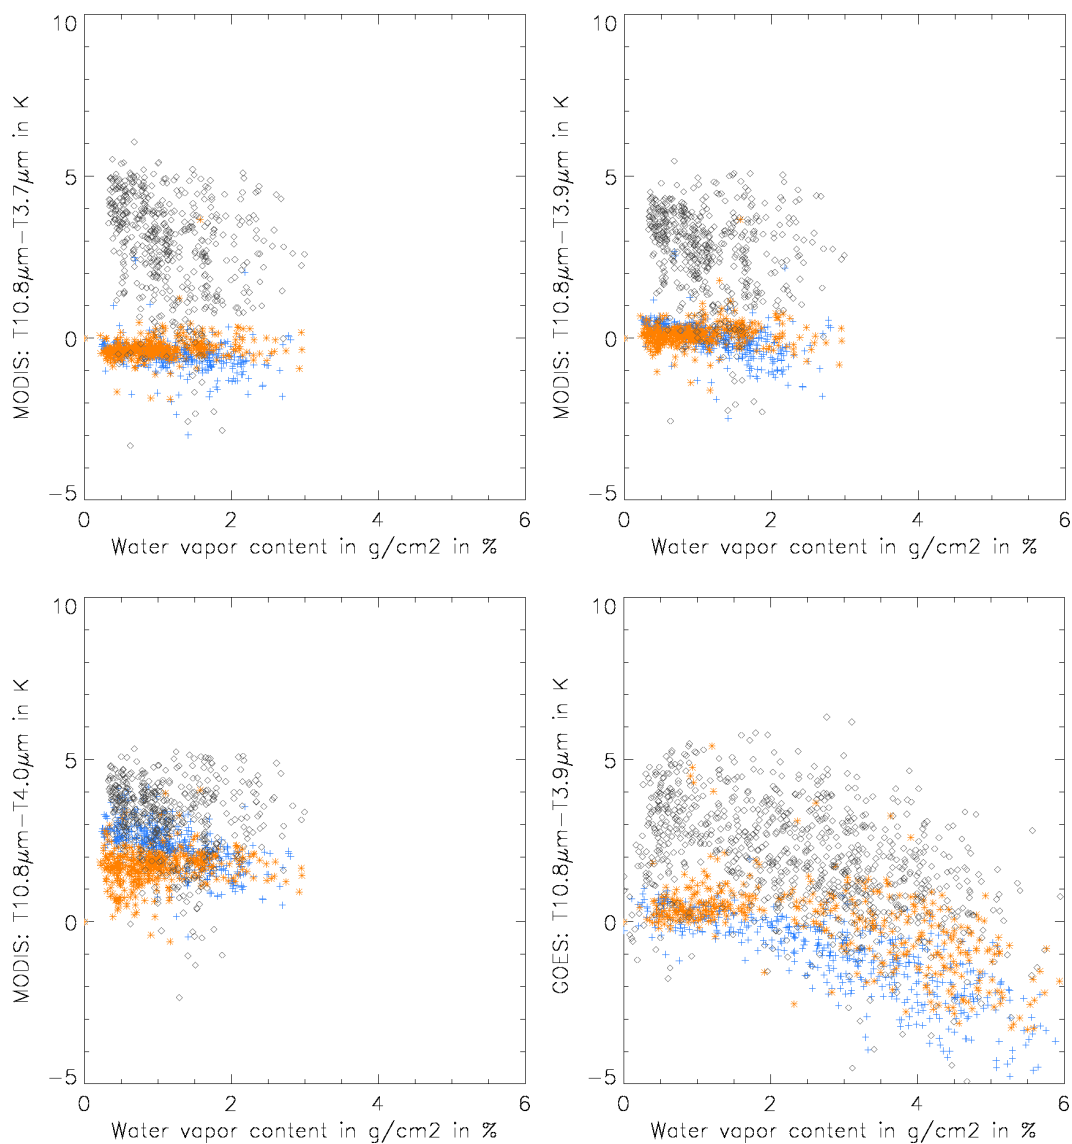 10
5
0
-5
MODIS: T10.8μm-T3.7μm in K
0 2 4 6
Water vapor content in g/cm2 in %
10
5
0
-5
MODIS: T10.8μm-T3.9μm in K
0 2 4 6
Water vapor content in g/cm2 in %
10
5
0
-5
MODIS: T10.8μm-T4.0μm in K
0 2 4 6
Water vapor content in g/cm2 in %
10
5
0
-5
GOES: T10.8μm-T3.9μm in K
0 2 4 6
Water vapor content in g/cm2 in %